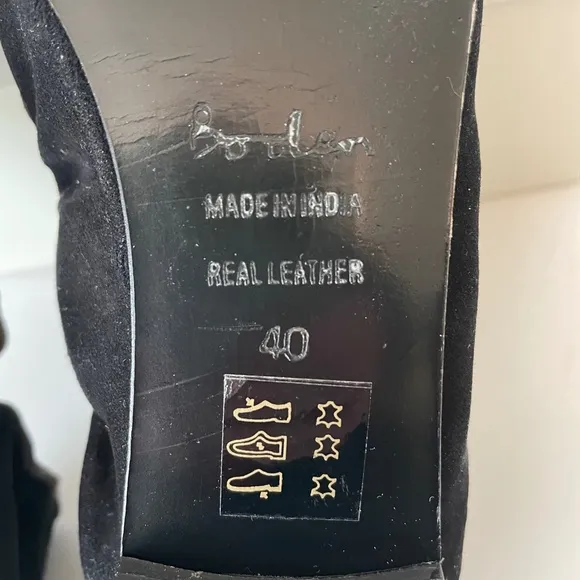 Boden
MADE IN INDIA
REAL LEATHER
40